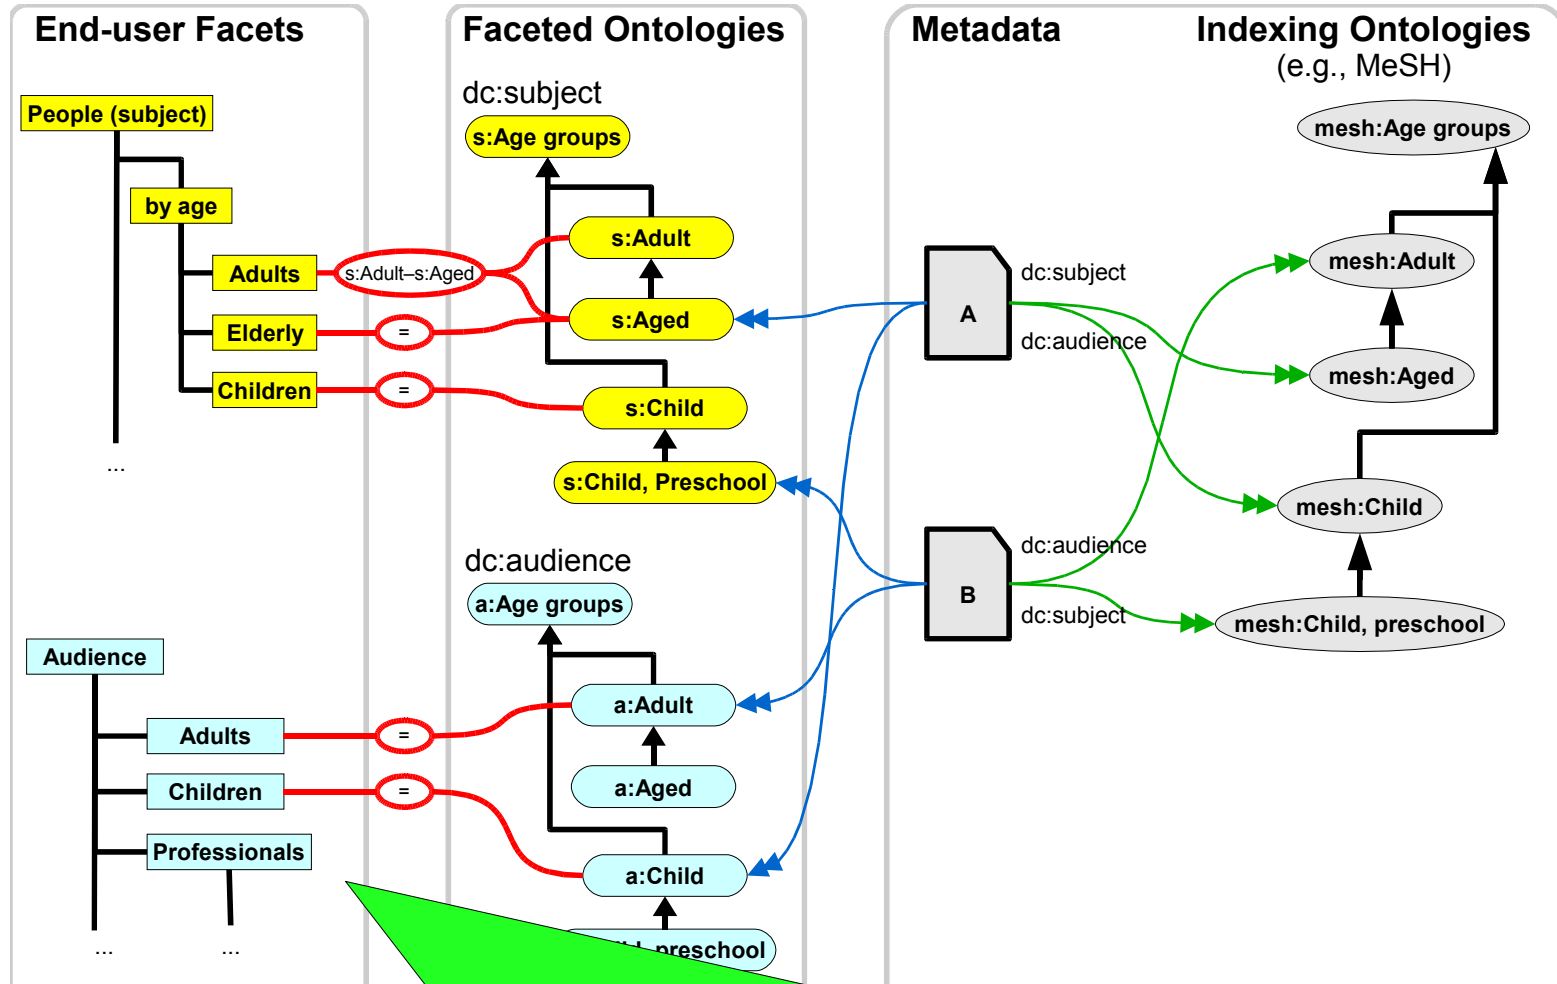 End-user Facets
People (subject)
by age
Adults
Elderly
Children
...
Audience
Adults
Children
Professionals
...
...
s:Adult–s:Aged
=
=
=
=
Faceted Ontologies
dc:subject
s:Age groups
s:Adult
s:Aged
s:Child
s:Child, Preschool
dc:audience
a:Age groups
a:Adult
a:Aged
a:Child
preschool
Metadata
A
dc:subject
dc:audience
B
dc:audience
dc:subject
Indexing Ontologies
(e.g., MeSH)
mesh:Age groups
mesh:Adult
mesh:Aged
mesh:Child
mesh:Child, preschool